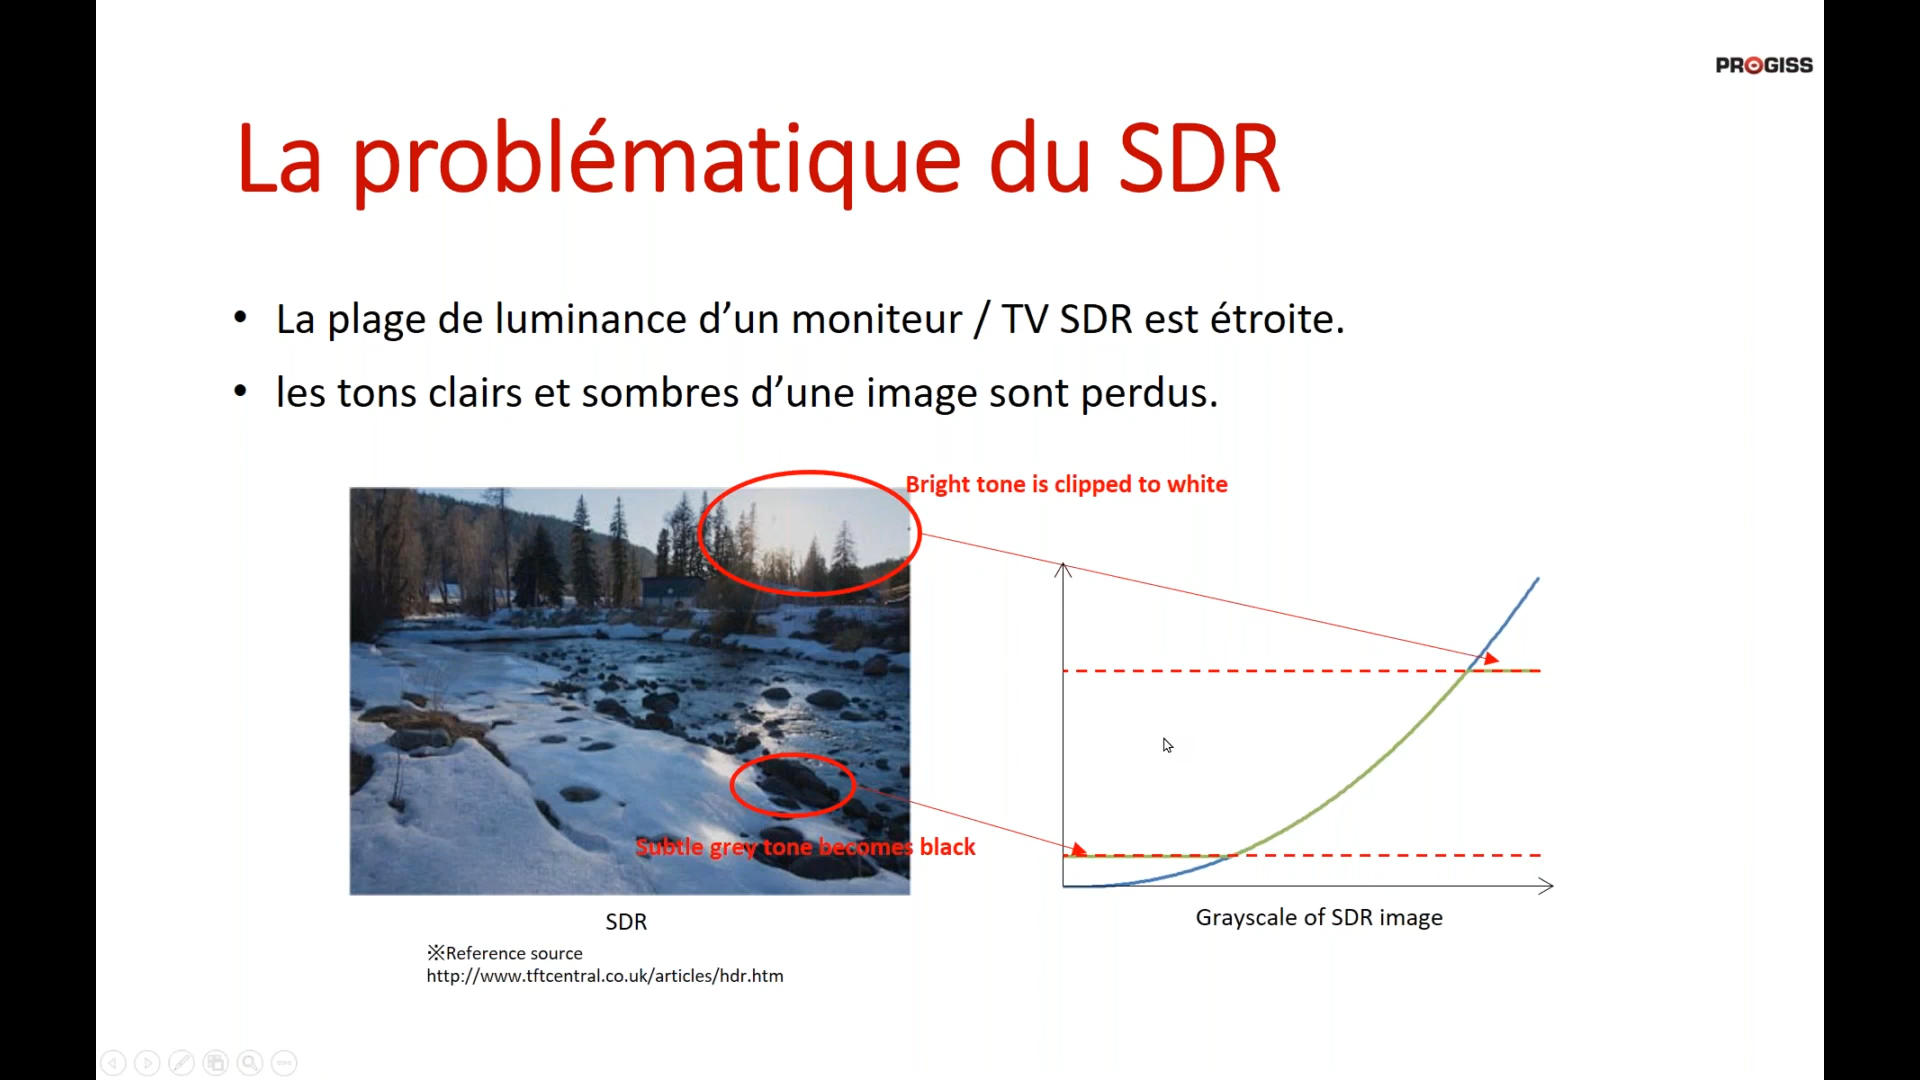 PROGISS
La problématique du SDR
• La plage de luminance d’un moniteur / TV SDR est étroite.
• les tons clairs et sombres d’une image sont perdus.
Bright tone is clipped to white
Subtle grey tone becomes black
SDR
Grayscale of SDR image
※Reference source
http://www.tftcentral.co.uk/articles/hdr.htm